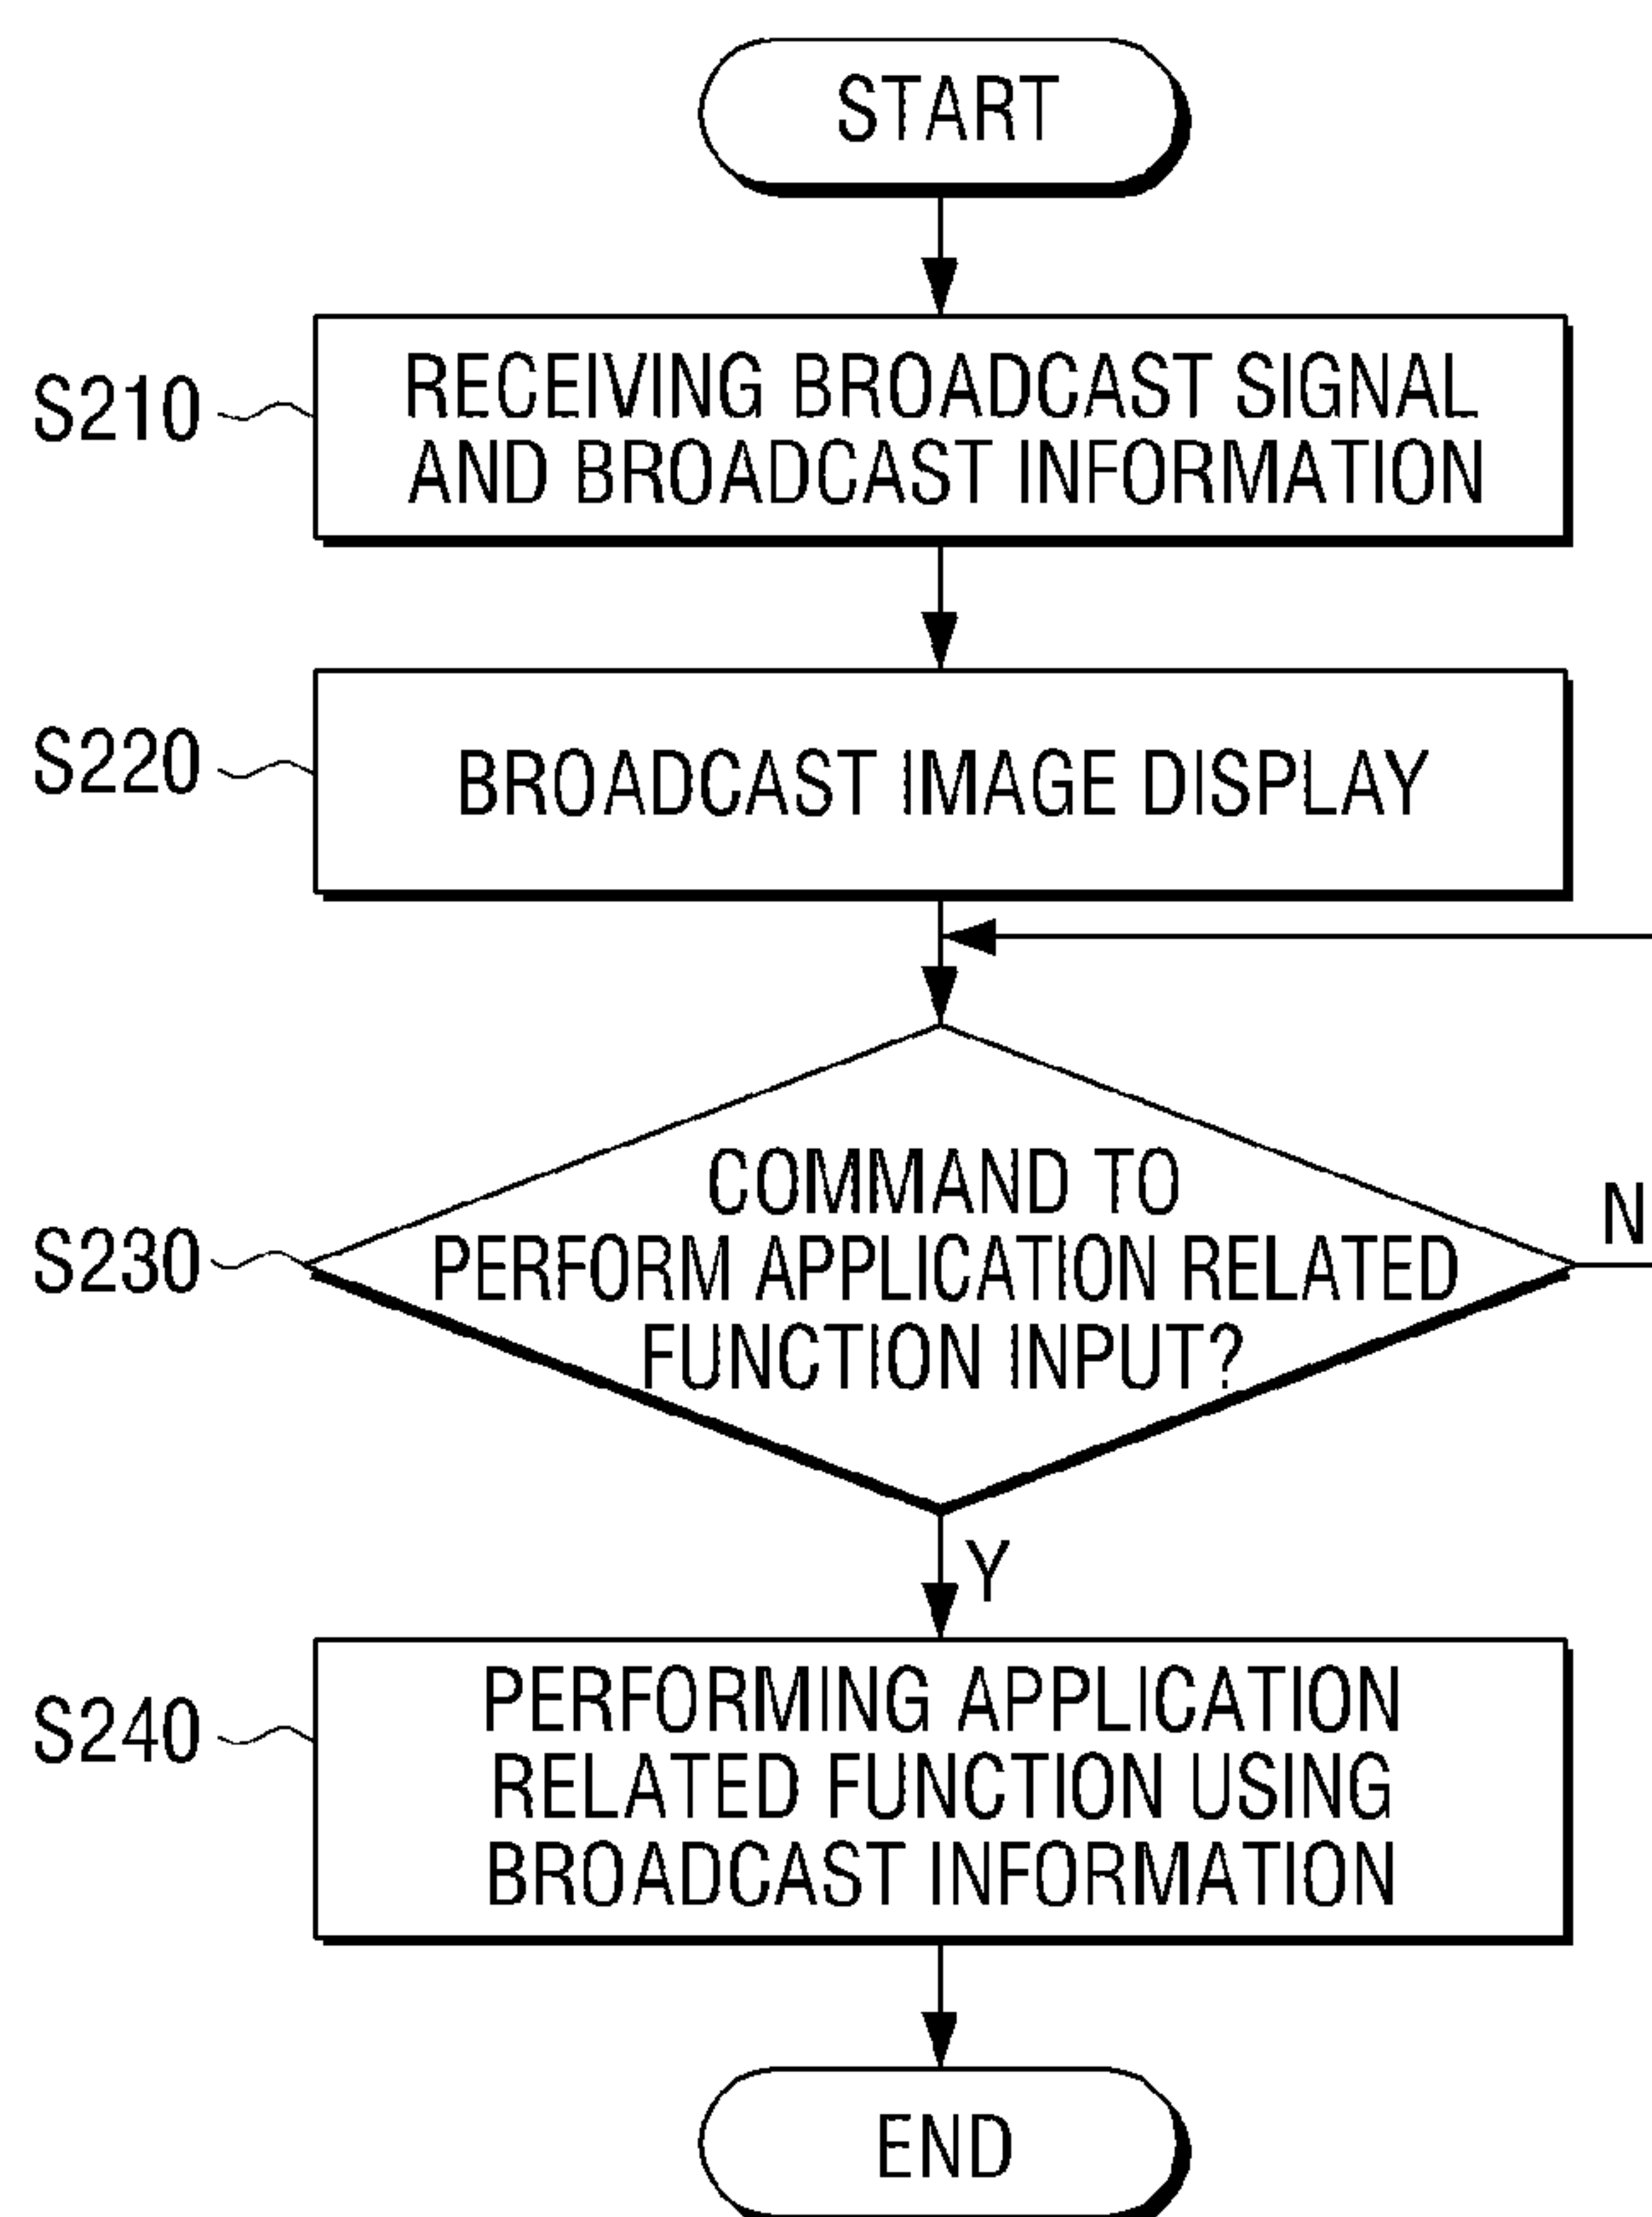 START
S210
RECEIVING BROADCAST SIGNAL
AND BROADCAST INFORMATION
S220
BROADCAST IMAGE DISPLAY
S230
COMMAND TO
PERFORM APPLICATION RELATED
FUNCTION INPUT?
N
Y
S240
PERFORMING APPLICATION
RELATED FUNCTION USING
BROADCAST INFORMATION
END